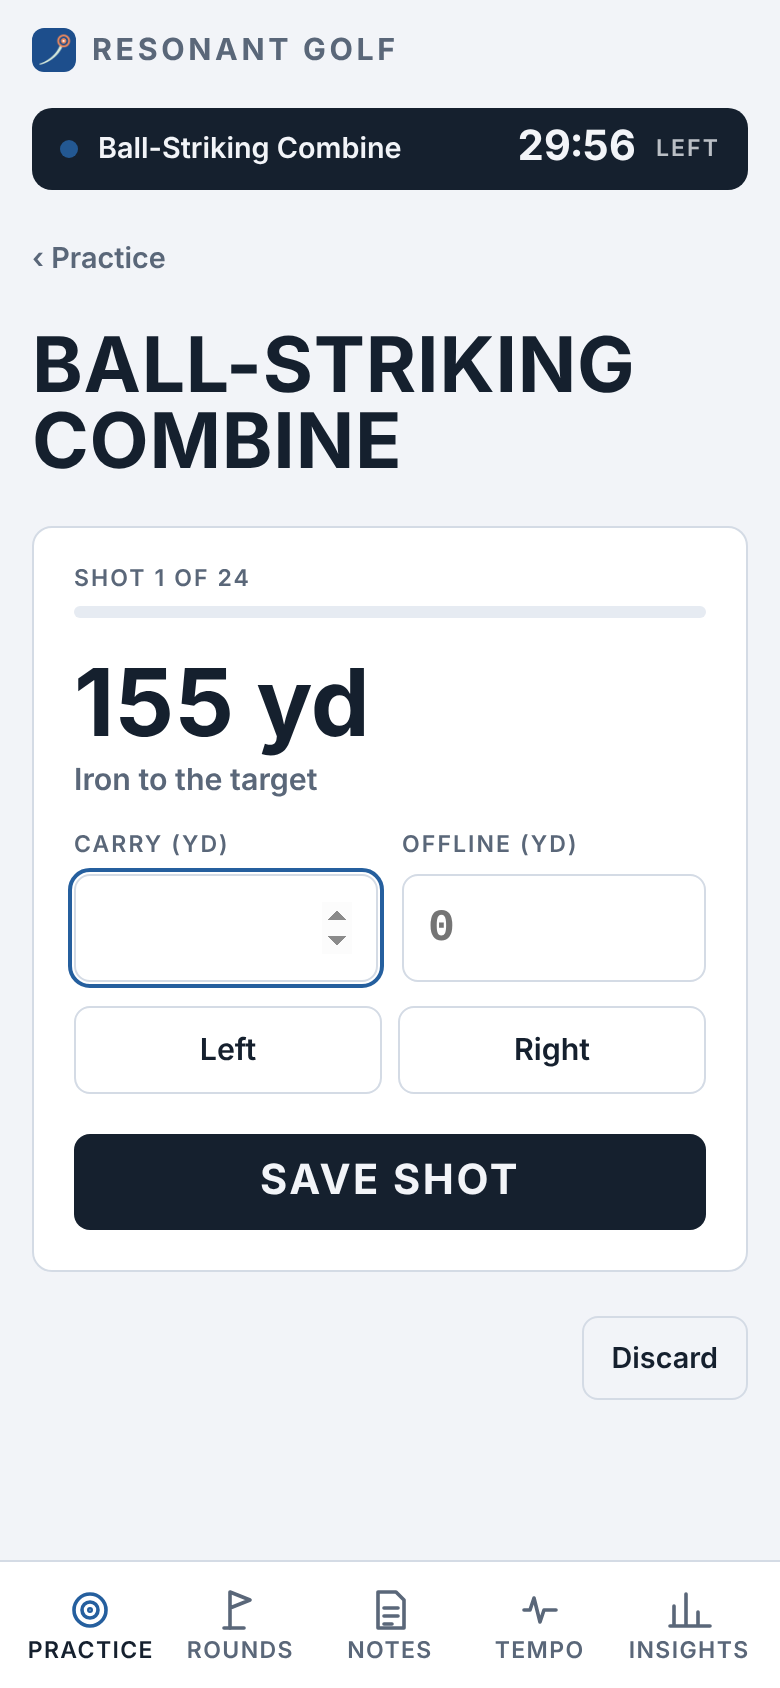 RESONANT GOLF
Ball-Striking Combine 29:56 LEFT
‹ Practice
BALL-STRIKING
COMBINE
SHOT 1 OF 24
155 yd
Iron to the target
CARRY (YD) OFFLINE (YD)
0
Left Right
SAVE SHOT
Discard
PRACTICE ROUNDS NOTES TEMPO INSIGHTS